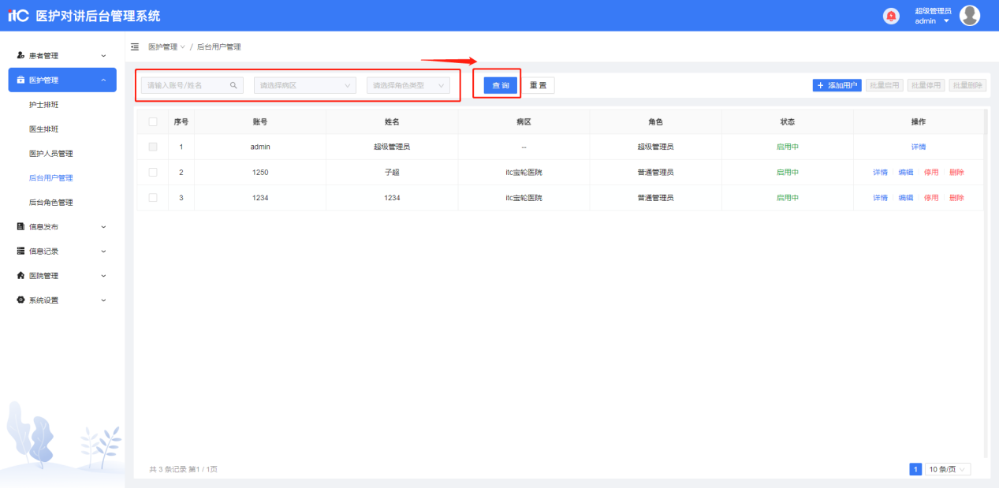 itC 医护对讲后台管理系统
超级管理员
admin
患者管理
医护管理
护士排班
医生排班
医护人员管理
后台用户管理
后台角色管理
信息发布
信息记录
医院管理
系统设置
医护管理 / 后台用户管理
请输入账号/姓名 请选择病区 请选择角色类型 查 询 重 置 + 添加用户 批量启用 批量停用 批量删除
序号 账号 姓名 病区 角色 状态 操作
1 admin 超级管理员 -- 超级管理员 启用中 详情
2 1250 子超 itc宝轮医院 普通管理员 启用中 详情 编辑 停用 删除
3 1234 1234 itc宝轮医院 普通管理员 启用中 详情 编辑 停用 删除
共 3 条记录 第1 / 1页 1 10 条/页